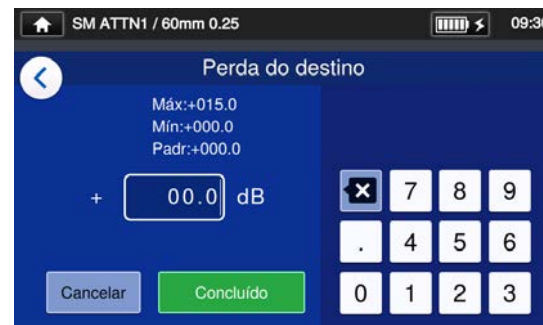 SM ATTN1 / 60mm 0.25
09:30
Perda do destino
Máx:+015.0
Mín:+000.0
Padr:+000.0
+ 00.0 dB
7 8 9
. 4 5 6
0 1 2 3
Cancelar Concluído